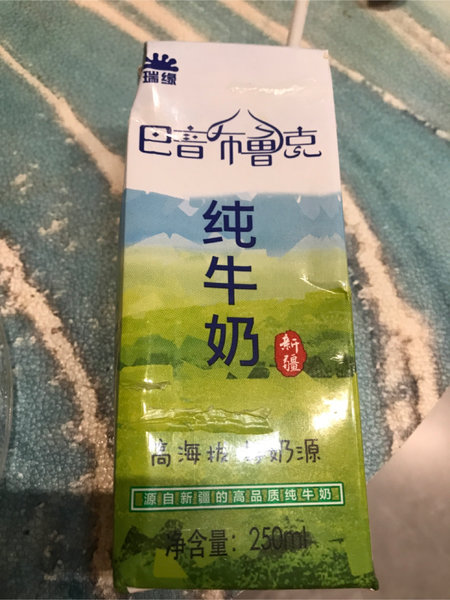 瑞缘
巴音布鲁克
纯牛奶
新疆
高海拔 奶源
源自新疆的高品质纯牛奶
净含量：250ml